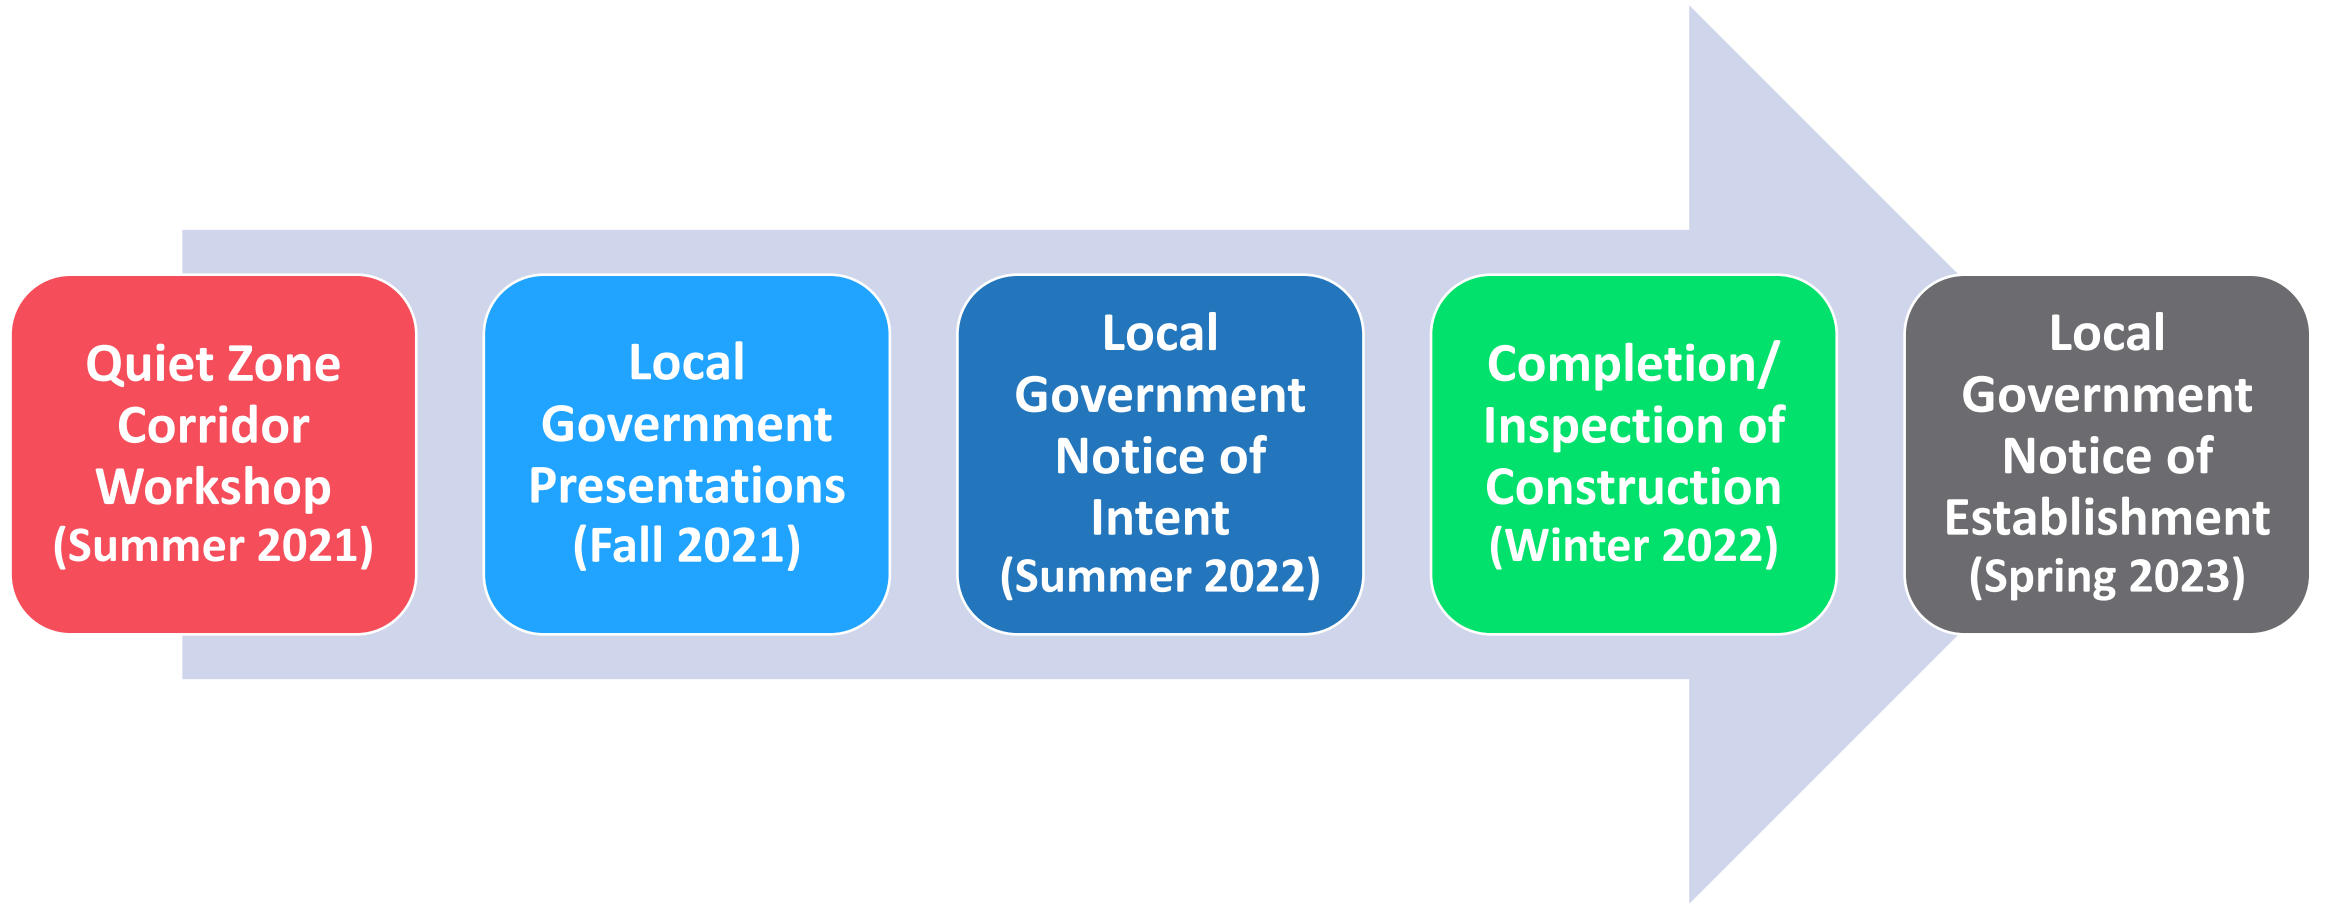 Quiet Zone
Corridor
Workshop
(Summer 2021)
Local
Government
Presentations
(Fall 2021)
Local
Government
Notice of
Intent
(Summer 2022)
Completion/
Inspection of
Construction
(Winter 2022)
Local
Government
Notice of
Establishment
(Spring 2023)